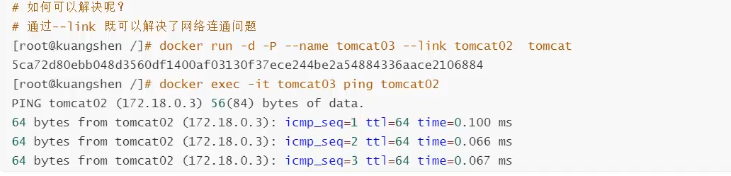 # 如何可以解决呢?
# 通过--link 既可以解决了网络连通问题
[root@kuangshen /]# docker run -d -P --name tomcat03 --link tomcat02  tomcat
5ca72d80ebb048d3560df1400af03130f37ece244be2a54884336aace2106884
[root@kuangshen /]# docker exec -it tomcat03 ping tomcat02
PING tomcat02 (172.18.0.3) 56(84) bytes of data.
64 bytes from tomcat02 (172.18.0.3): icmp_seq=1 ttl=64 time=0.100 ms
64 bytes from tomcat02 (172.18.0.3): icmp_seq=2 ttl=64 time=0.066 ms
64 bytes from tomcat02 (172.18.0.3): icmp_seq=3 ttl=64 time=0.067 ms